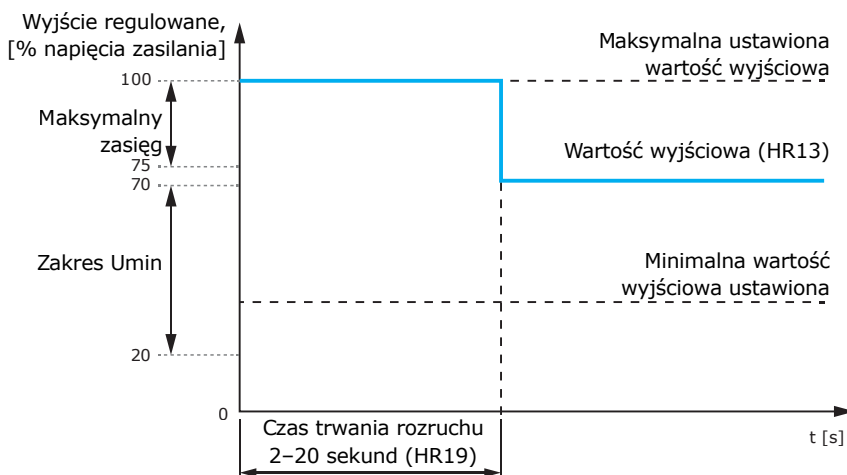 Wyjście regulowane,
[% napięcia zasilania]
Maksymalna ustawiona
wartość wyjściowa
100
Maksymalny
zasięg
Wartość wyjściowa (HR13)
75
70
Zakres Umin
Minimalna wartość
wyjściowa ustawiona
20
0
Czas trwania rozruchu
2–20 sekund (HR19)
t [s]